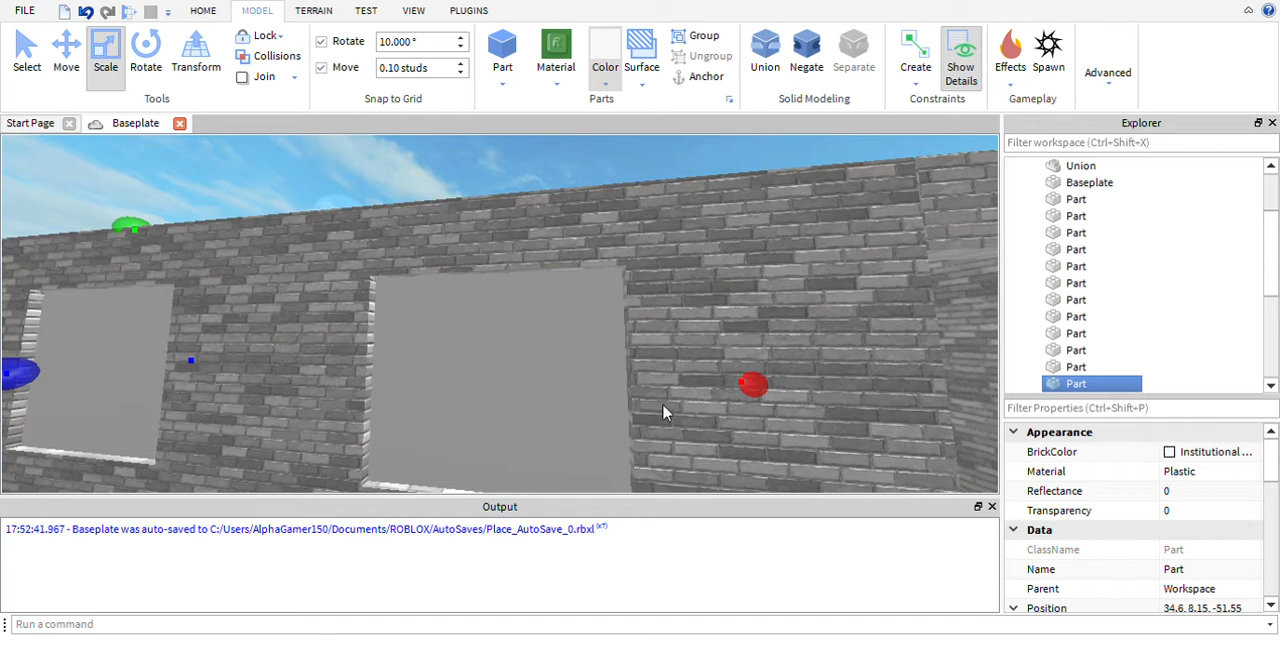 FILE HOME MODEL TERRAIN TEST VIEW PLUGINS
Select Move Scale Rotate Transform Lock Collisions Join
Tools
Rotate 10.000 °
Move 0.10 studs
Snap to Grid
Part Material Color Surface Group Ungroup Anchor
Parts
Union Negate Separate
Solid Modeling
Create Show Details
Constraints
Effects Spawn
Gameplay
Advanced
Start Page Baseplate
Explorer
Filter workspace (Ctrl+Shift+X)
Union
Baseplate
Part
Part
Part
Part
Part
Part
Part
Part
Part
Part
Part
Part
Filter Properties (Ctrl+Shift+P)
Appearance
BrickColor Institutional ...
Material Plastic
Reflectance 0
Transparency 0
Data
ClassName Part
Name Part
Parent Workspace
Position 34.6, 8.15, -51.55
Output
17:52:41.967 - Baseplate was auto-saved to C:/Users/AlphaGamer150/Documents/ROBLOX/AutoSaves/Place_AutoSave_0.rbxl (x7)
Run a command